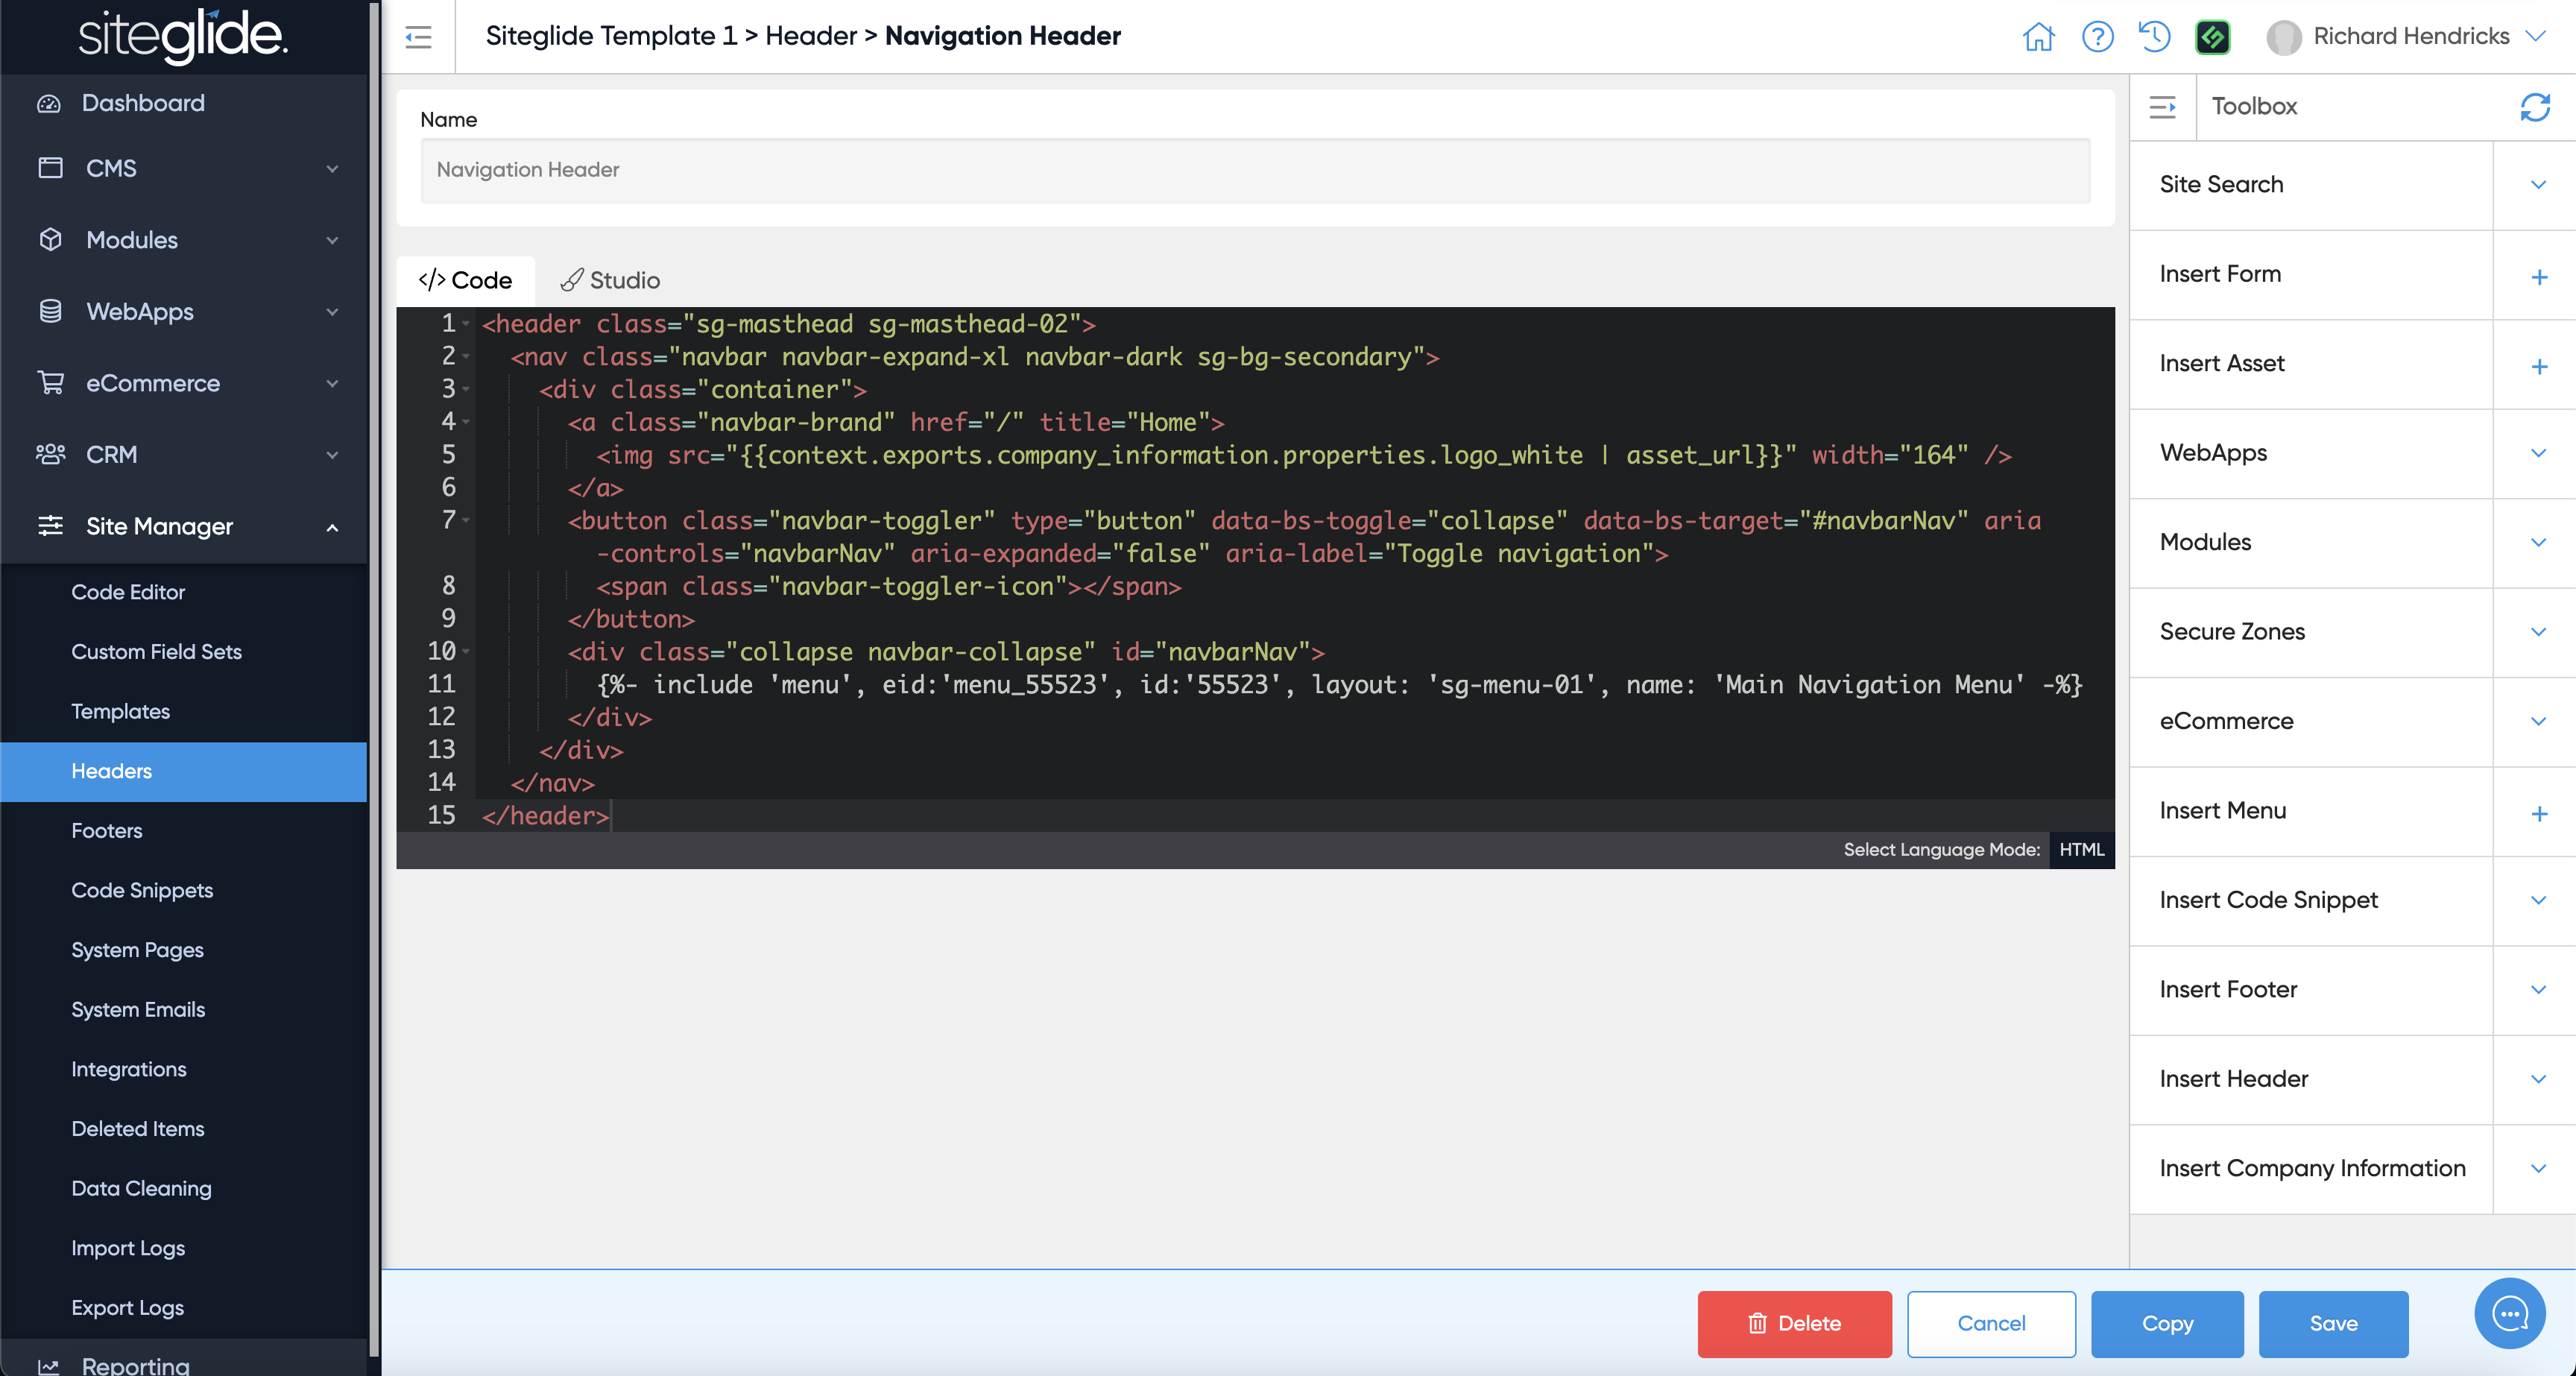 siteglide.
Siteglide Template 1 > Header > Navigation Header
Richard Hendricks
Dashboard
CMS
Modules
WebApps
eCommerce
CRM
Site Manager
Code Editor
Custom Field Sets
Templates
Headers
Footers
Code Snippets
System Pages
System Emails
Integrations
Deleted Items
Data Cleaning
Import Logs
Export Logs
Reporting
Name
Navigation Header
</> Code
Studio
1 <header class="sg-masthead sg-masthead-02">
2 <nav class="navbar navbar-expand-xl navbar-dark sg-bg-secondary">
3 <div class="container">
4 <a class="navbar-brand" href="/" title="Home">
5 <img src="{{context.exports.company_information.properties.logo_white | asset_url}}" width="164" />
6 </a>
7 <button class="navbar-toggler" type="button" data-bs-toggle="collapse" data-bs-target="#navbarNav" aria
-controls="navbarNav" aria-expanded="false" aria-label="Toggle navigation">
8 <span class="navbar-toggler-icon"></span>
9 </button>
10 <div class="collapse navbar-collapse" id="navbarNav">
11 {%- include 'menu', eid:'menu_55523', id:'55523', layout: 'sg-menu-01', name: 'Main Navigation Menu' -%}
12 </div>
13 </div>
14 </nav>
15 </header>
Select Language Mode: HTML
Toolbox
Site Search
Insert Form
Insert Asset
WebApps
Modules
Secure Zones
eCommerce
Insert Menu
Insert Code Snippet
Insert Footer
Insert Header
Insert Company Information
Delete
Cancel
Copy
Save